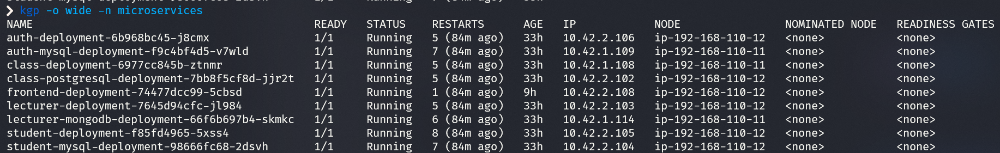 ❯ kgp -o wide -n microservices
NAME READY STATUS RESTARTS AGE IP NODE NOMINATED NODE READINESS GATES
auth-deployment-6b968bc45-j8cmx 1/1 Running 5 (84m ago) 33h 10.42.2.106 ip-192-168-110-12 <none> <none>
auth-mysql-deployment-f9c4bf4d5-v7wld 1/1 Running 7 (84m ago) 33h 10.42.1.109 ip-192-168-110-11 <none> <none>
class-deployment-6977cc845b-ztnmr 1/1 Running 5 (84m ago) 33h 10.42.1.108 ip-192-168-110-11 <none> <none>
class-postgresql-deployment-7bb8f5cf8d-jjr2t 1/1 Running 5 (84m ago) 33h 10.42.2.102 ip-192-168-110-12 <none> <none>
frontend-deployment-74477dcc99-5cbsd 1/1 Running 1 (84m ago) 9h 10.42.2.108 ip-192-168-110-12 <none> <none>
lecturer-deployment-7645d94cfc-jl984 1/1 Running 5 (84m ago) 33h 10.42.2.103 ip-192-168-110-12 <none> <none>
lecturer-mongodb-deployment-66f6b697b4-skmkc 1/1 Running 6 (84m ago) 33h 10.42.1.114 ip-192-168-110-11 <none> <none>
student-deployment-f85fd4965-5xss4 1/1 Running 8 (84m ago) 33h 10.42.2.105 ip-192-168-110-12 <none> <none>
student-mysql-deployment-98666fc68-2dsvh 1/1 Running 7 (84m ago) 33h 10.42.2.104 ip-192-168-110-12 <none> <none>